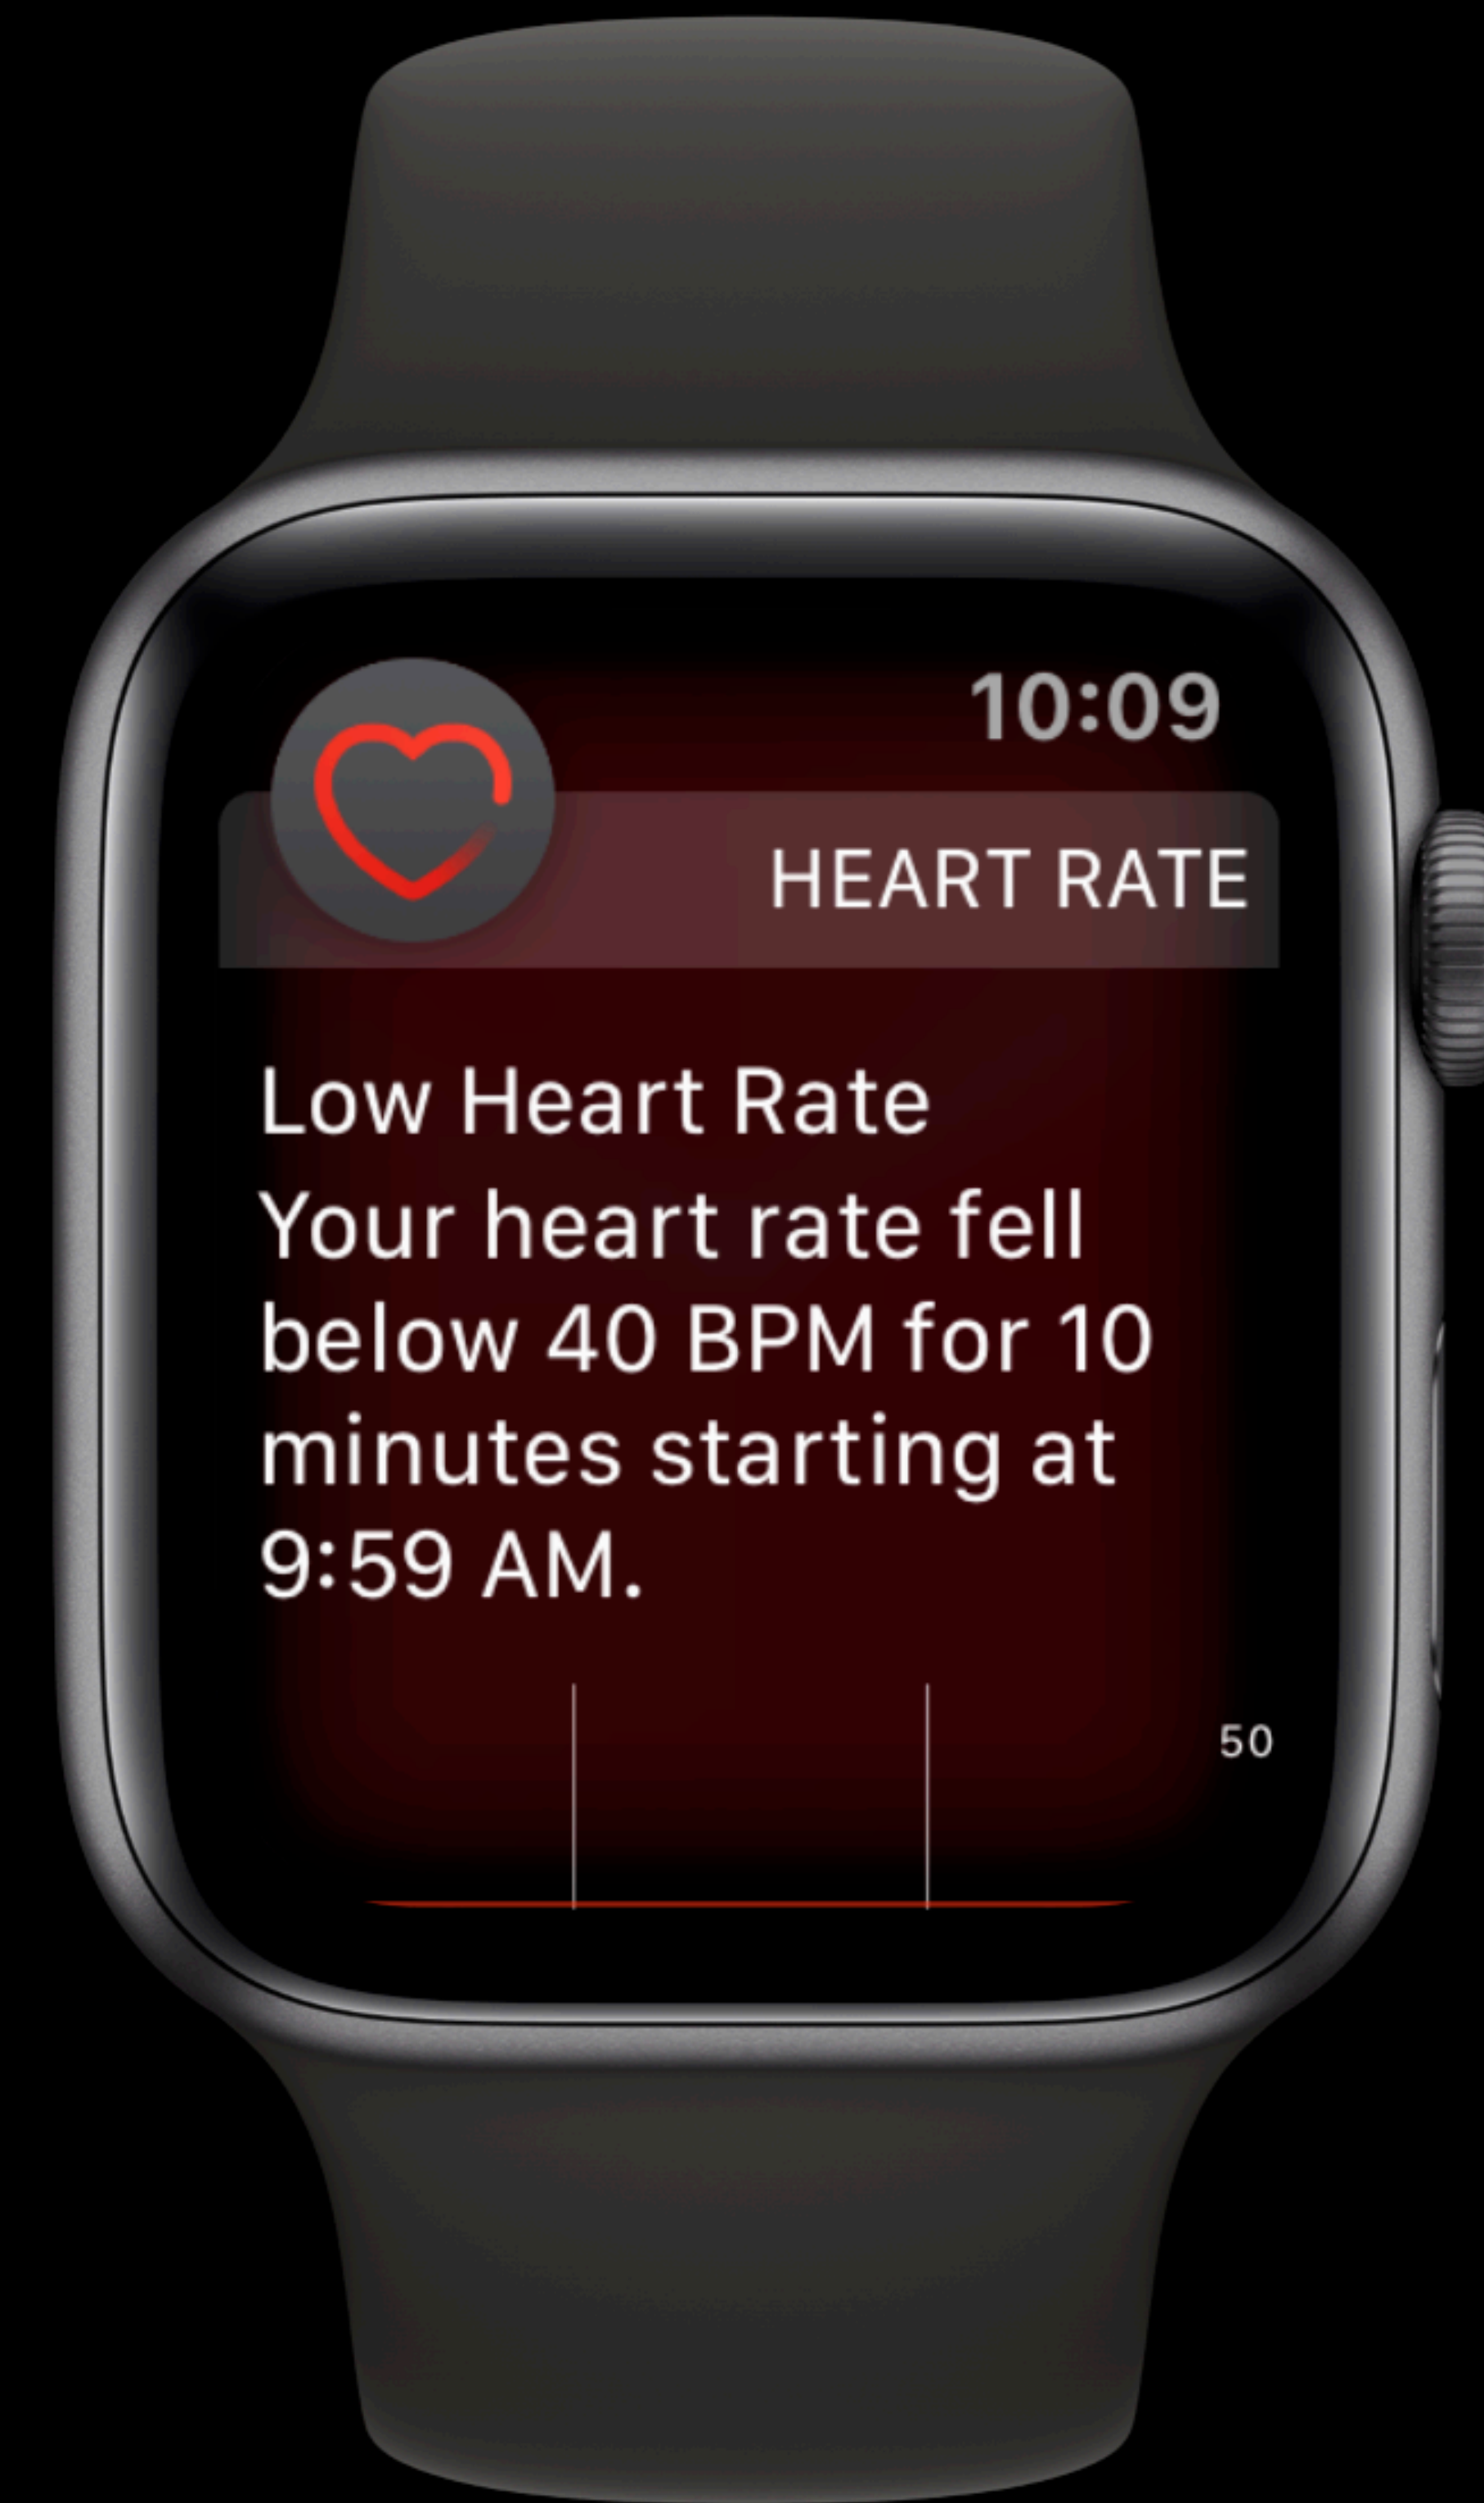 10:09
HEART RATE
Low Heart Rate
Your heart rate fell
below 40 BPM for 10
minutes starting at
9:59 AM.
50